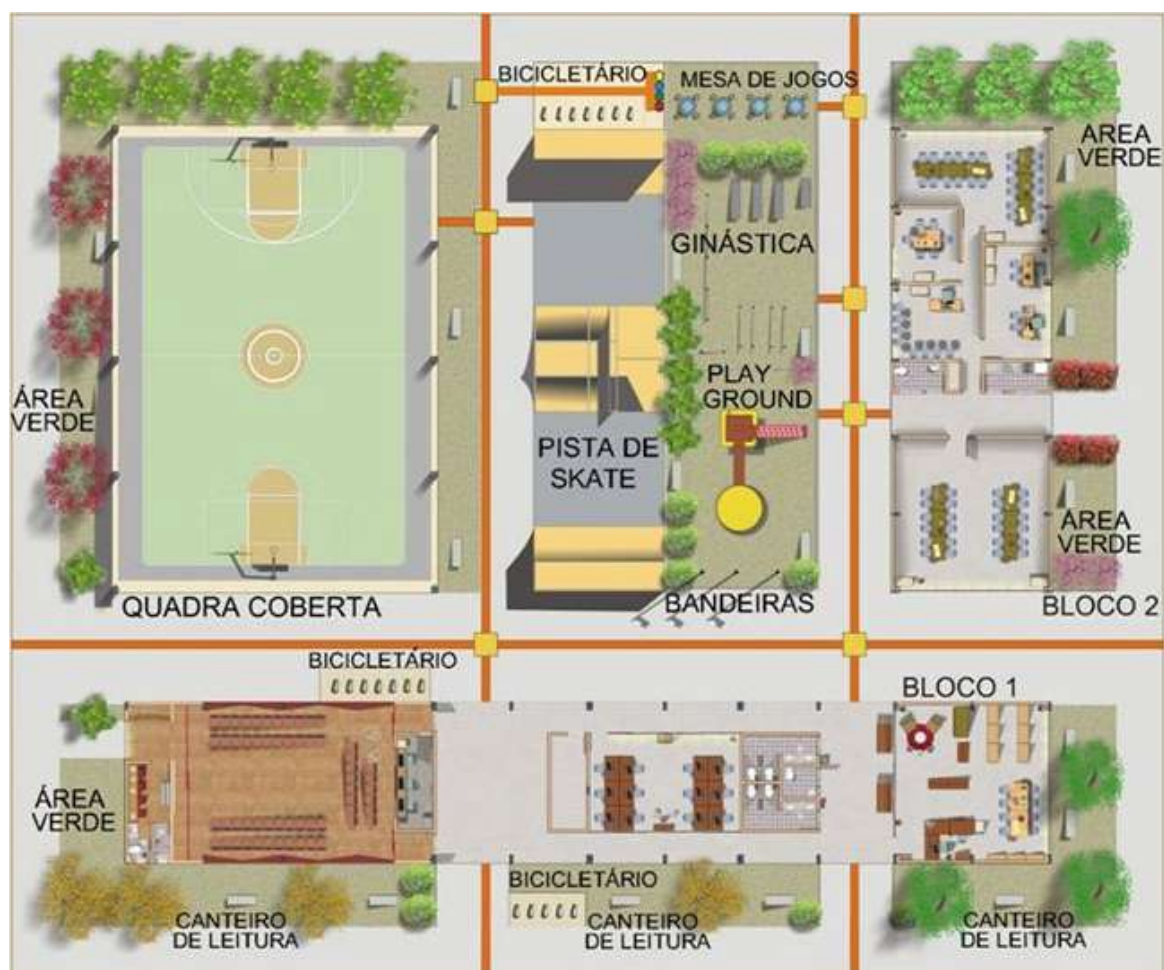 BICICLETÁRIO
MESA DE JOGOS
ÁREA
VERDE
GINÁSTICA
PLAY
GROUND
ÁREA
VERDE
PISTA DE
SKATE
ÁREA
VERDE
QUADRA COBERTA
BANDEIRAS
BLOCO 2
BICICLETÁRIO
BLOCO 1
ÁREA
VERDE
BICICLETÁRIO
CANTEIRO
DE LEITURA
CANTEIRO
DE LEITURA
CANTEIRO
DE LEITURA